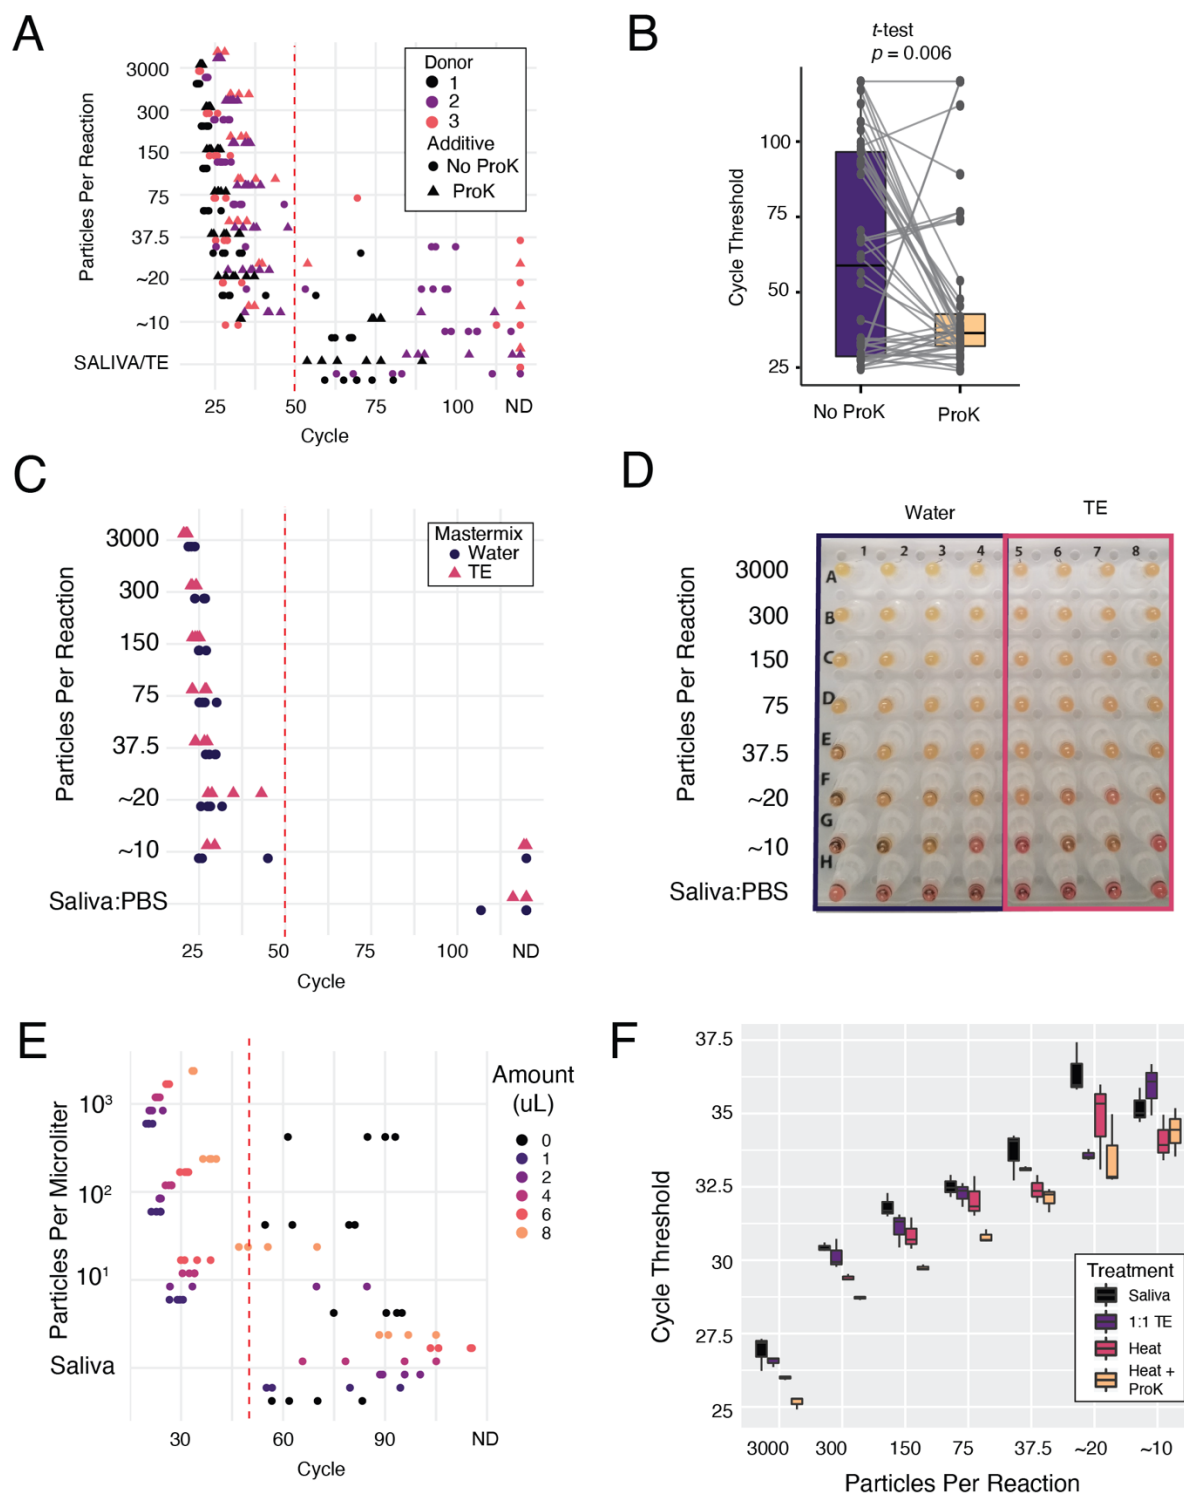 A
Particles Per Reaction
3000
300
150
75
37.5
~20
~10
SALIVA/TE
25
50
75
100
ND
Cycle
Donor
1
2
3
Additive
No ProK
ProK
B
t-test
p = 0.006
Cycle Threshold
100
75
50
25
No ProK
ProK
C
Particles Per Reaction
3000
300
150
75
37.5
~20
~10
Saliva:PBS
25
50
75
100
ND
Cycle
Mastermix
Water
TE
D
Water
TE
Particles Per Reaction
3000
300
150
75
37.5
~20
~10
Saliva:PBS
1 2 3 4 5 6 7 8
A
B
C
D
E
F
G
H
E
Particles Per Microliter
10³
10²
10¹
Saliva
30
60
90
ND
Cycle
Amount
(uL)
0
1
2
4
6
8
F
Cycle Threshold
37.5
35
32.5
30
27.5
25
3000
300
150
75
37.5
~20
~10
Particles Per Reaction
Treatment
Saliva
1:1 TE
Heat
Heat +
ProK